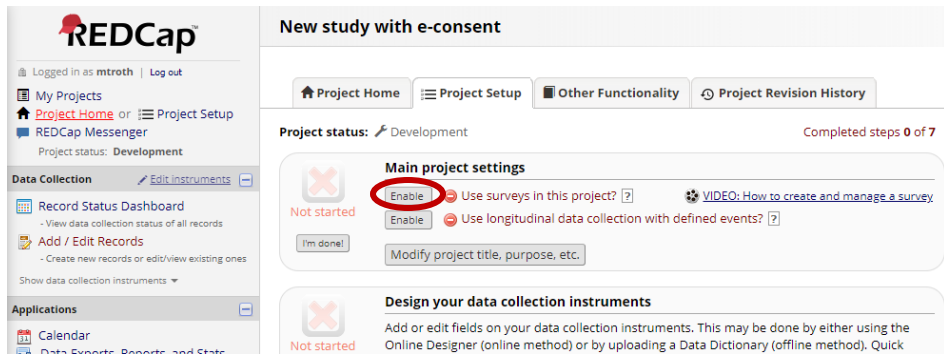 REDCap
Logged in as mtroth | Log out
My Projects
Project Home or Project Setup
REDCap Messenger
Project status: Development
Data Collection Edit instruments
Record Status Dashboard
- View data collection status of all records
Add / Edit Records
- Create new records or edit/view existing ones
Show data collection instruments
Applications
Calendar
Data Exports, Reports, and Stats
New study with e-consent
Project Home Project Setup Other Functionality Project Revision History
Project status: Development Completed steps 0 of 7
Main project settings
Not started
I'm done!
Enable Use surveys in this project? ? VIDEO: How to create and manage a survey
Enable Use longitudinal data collection with defined events? ?
Modify project title, purpose, etc.
Design your data collection instruments
Not started
Add or edit fields on your data collection instruments. This may be done by either using the
Online Designer (online method) or by uploading a Data Dictionary (offline method). Quick